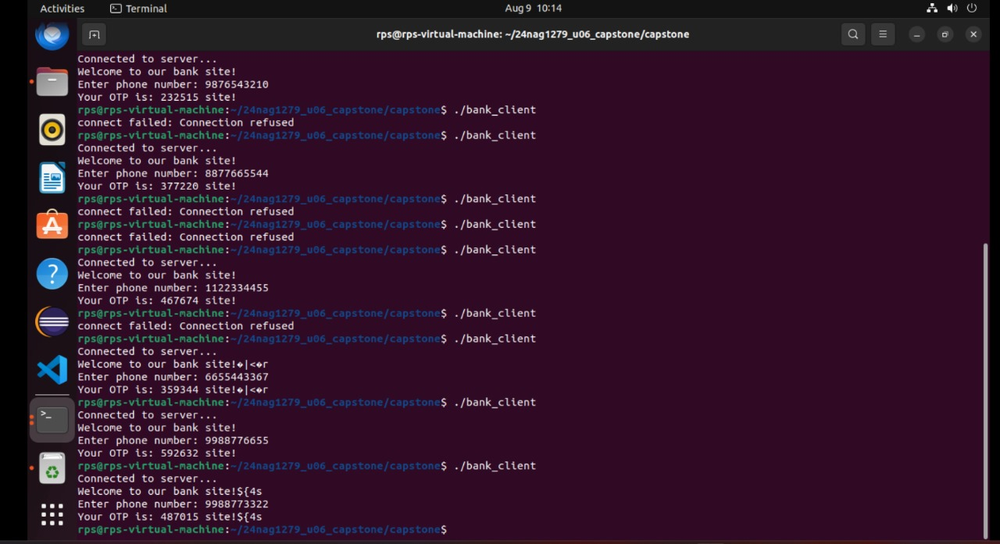 Activities
Terminal
Aug 9 10:14
rps@rps-virtual-machine: ~/24nag1279_u06_capstone/capstone
Connected to server...
Welcome to our bank site!
Enter phone number: 9876543210
Your OTP is: 232515 site!
rps@rps-virtual-machine:~/24nag1279_u06_capstone/capstone$ ./bank_client
connect failed: Connection refused
rps@rps-virtual-machine:~/24nag1279_u06_capstone/capstone$ ./bank_client
Connected to server...
Welcome to our bank site!
Enter phone number: 8877665544
Your OTP is: 377220 site!
rps@rps-virtual-machine:~/24nag1279_u06_capstone/capstone$ ./bank_client
connect failed: Connection refused
rps@rps-virtual-machine:~/24nag1279_u06_capstone/capstone$ ./bank_client
connect failed: Connection refused
rps@rps-virtual-machine:~/24nag1279_u06_capstone/capstone$ ./bank_client
Connected to server...
Welcome to our bank site!
Enter phone number: 1122334455
Your OTP is: 467674 site!
rps@rps-virtual-machine:~/24nag1279_u06_capstone/capstone$ ./bank_client
connect failed: Connection refused
rps@rps-virtual-machine:~/24nag1279_u06_capstone/capstone$ ./bank_client
Connected to server...
Welcome to our bank site!�|<�r
Enter phone number: 6655443367
Your OTP is: 359344 site!�|<�r
rps@rps-virtual-machine:~/24nag1279_u06_capstone/capstone$ ./bank_client
Connected to server...
Welcome to our bank site!
Enter phone number: 9988776655
Your OTP is: 592632 site!
rps@rps-virtual-machine:~/24nag1279_u06_capstone/capstone$ ./bank_client
Connected to server...
Welcome to our bank site!${4s
Enter phone number: 9988773322
Your OTP is: 487015 site!${4s
rps@rps-virtual-machine:~/24nag1279_u06_capstone/capstone$